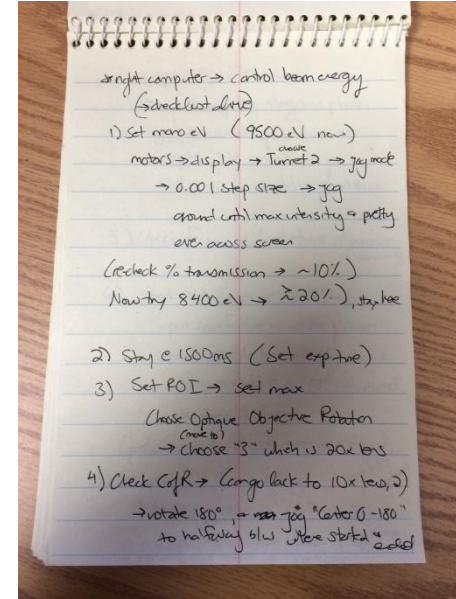 *right computer → control beam energy
(→ check last alive)
1) Set mono eV (9500 eV now)
choose
motors → display → Turret 2 → jog mode
→ 0.001 step size → jog
around until max intensity & pretty
even across screen
(recheck % transmission → ~10%)
Now try 8400 eV → ≳20%), stay here
2) Stay @ 1500ms (Set exp time)
3) Set ROI → set max
Choose Optique Objective Rotation
(move to)
→ choose "3" which is 20x lens
4) Check CofR → (can go back to 10x lens, 2)
→ rotate 180°, jog "Center 0-180"
to halfway b/w where started & ended